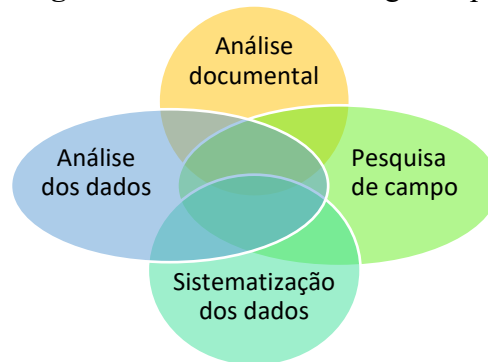 Análise
documental
Análise
dos dados
Pesquisa
de campo
Sistematização
dos dados